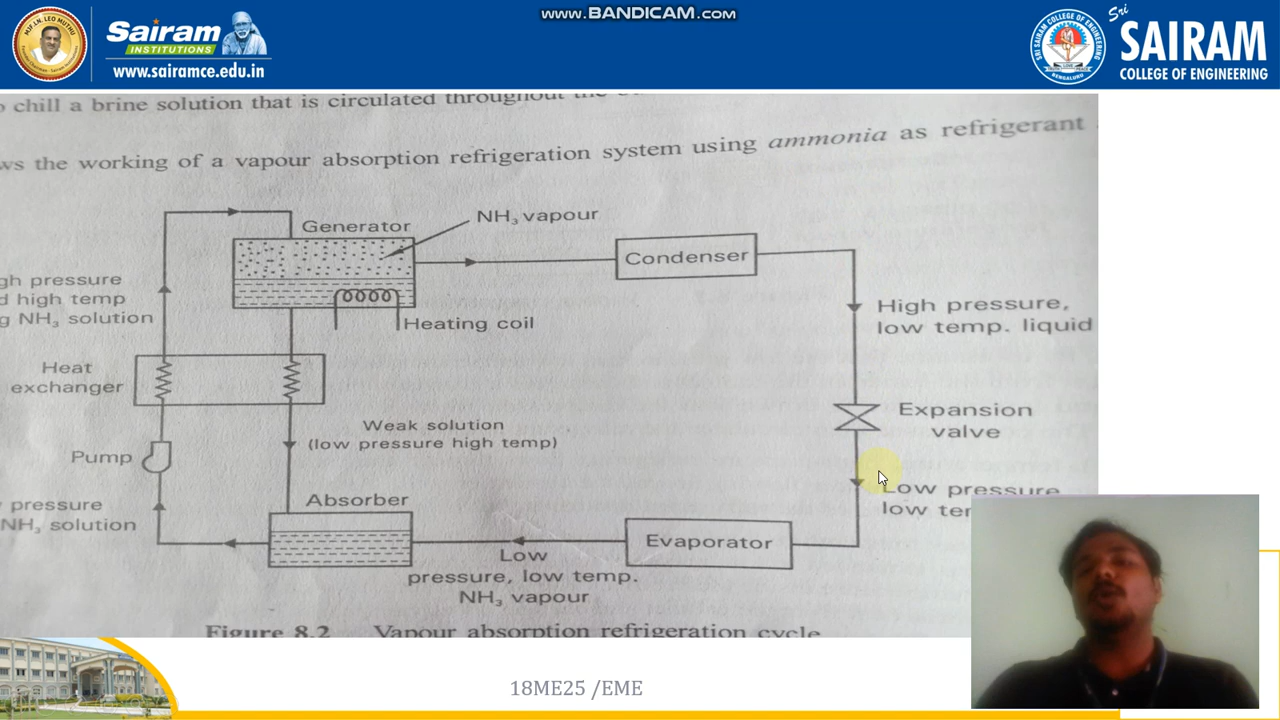 www.BANDICAM.com
Sairam
INSTITUTIONS
www.sairamce.edu.in
Sri
SAIRAM
COLLEGE OF ENGINEERING
chill a brine solution that is circulated throughout
ws the working of a vapour absorption refrigeration system using ammonia as refrigerant
Generator
NH₃ vapour
Condenser
gh pressure
d high temp
g NH₃ solution
Heating coil
High pressure,
low temp. liquid
Heat
exchanger
Expansion
valve
Weak solution
(low pressure high temp)
Pump
Low pressure
low
Absorber
pressure
NH₃ solution
Evaporator
Low
pressure, low temp.
NH₃ vapour
Figure 8.2 Vapour absorption refrigeration cycle
18ME25 /EME